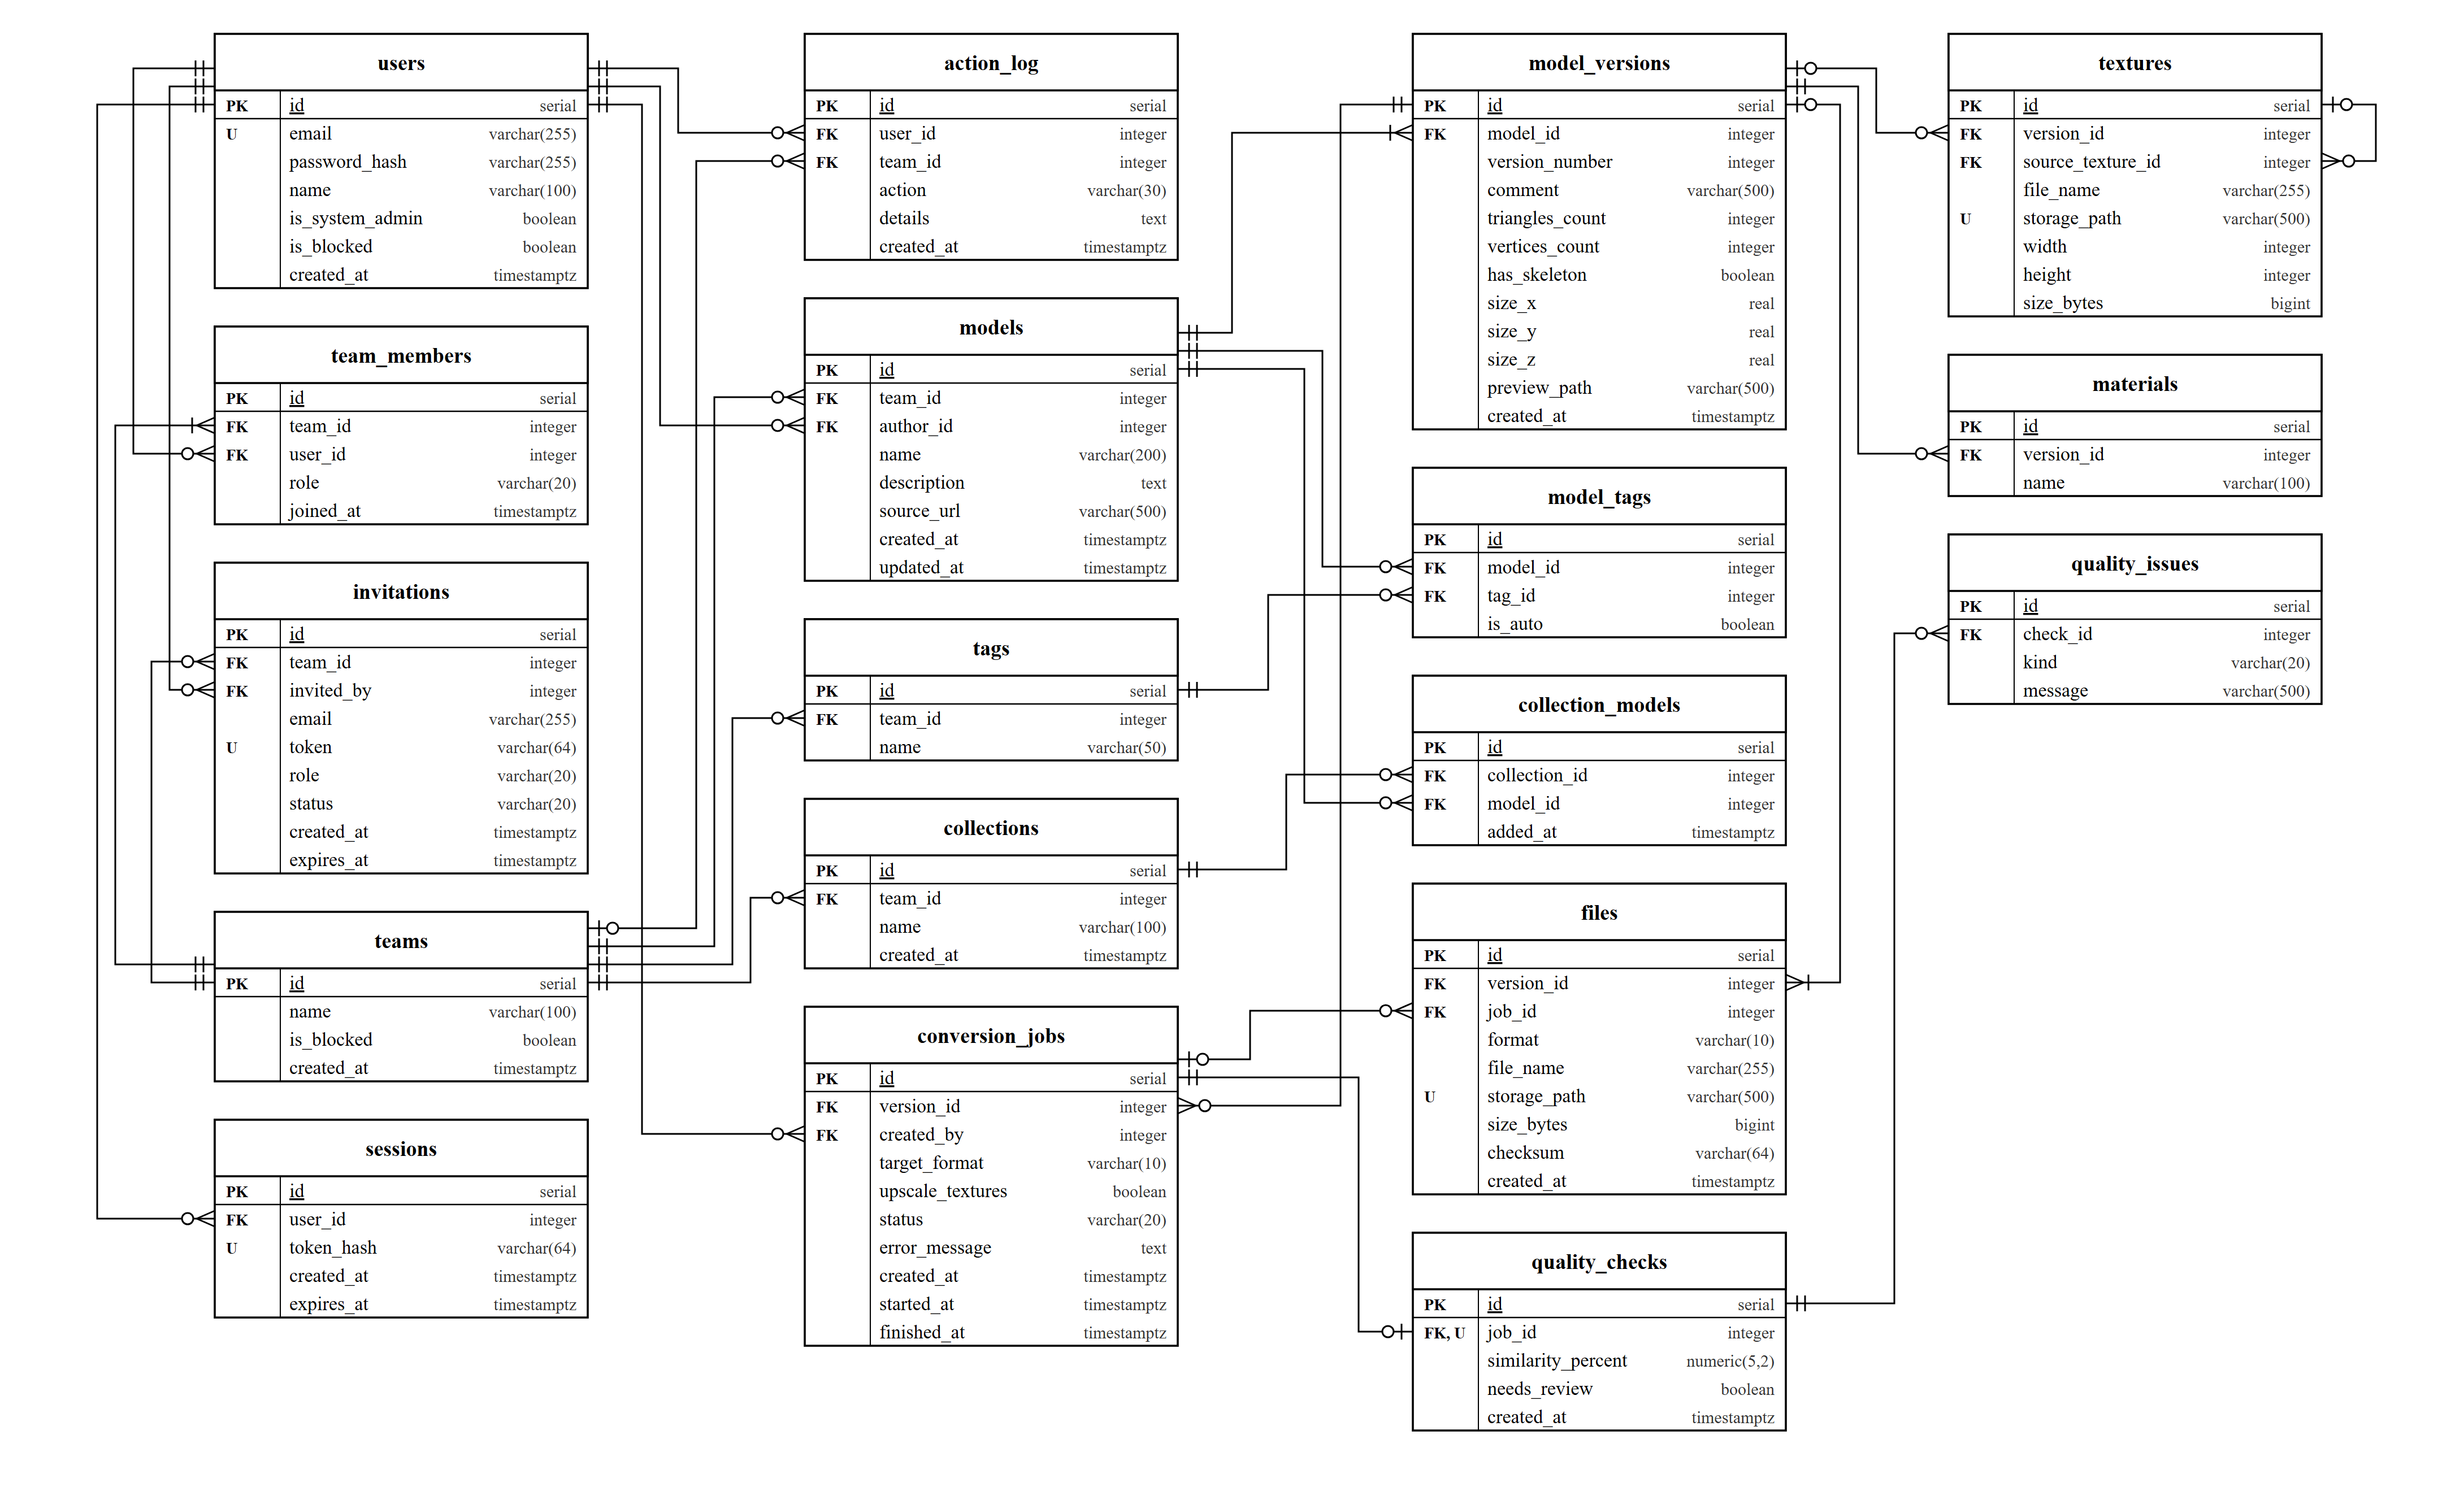 users
PK id serial
U email varchar(255)
password_hash varchar(255)
name varchar(100)
is_system_admin boolean
is_blocked boolean
created_at timestamptz
team_members
PK id serial
FK team_id integer
FK user_id integer
role varchar(20)
joined_at timestamptz
invitations
PK id serial
FK team_id integer
FK invited_by integer
email varchar(255)
U token varchar(64)
role varchar(20)
status varchar(20)
created_at timestamptz
expires_at timestamptz
teams
PK id serial
name varchar(100)
is_blocked boolean
created_at timestamptz
sessions
PK id serial
FK user_id integer
U token_hash varchar(64)
created_at timestamptz
expires_at timestamptz
action_log
PK id serial
FK user_id integer
FK team_id integer
action varchar(30)
details text
created_at timestamptz
models
PK id serial
FK team_id integer
FK author_id integer
name varchar(200)
description text
source_url varchar(500)
created_at timestamptz
updated_at timestamptz
tags
PK id serial
FK team_id integer
name varchar(50)
collections
PK id serial
FK team_id integer
name varchar(100)
created_at timestamptz
conversion_jobs
PK id serial
FK version_id integer
FK created_by integer
target_format varchar(10)
upscale_textures boolean
status varchar(20)
error_message text
created_at timestamptz
started_at timestamptz
finished_at timestamptz
model_versions
PK id serial
FK model_id integer
version_number integer
comment varchar(500)
triangles_count integer
vertices_count integer
has_skeleton boolean
size_x real
size_y real
size_z real
preview_path varchar(500)
created_at timestamptz
model_tags
PK id serial
FK model_id integer
FK tag_id integer
is_auto boolean
collection_models
PK id serial
FK collection_id integer
FK model_id integer
added_at timestamptz
files
PK id serial
FK version_id integer
FK job_id integer
format varchar(10)
file_name varchar(255)
U storage_path varchar(500)
size_bytes bigint
checksum varchar(64)
created_at timestamptz
quality_checks
PK id serial
FK, U job_id integer
similarity_percent numeric(5,2)
needs_review boolean
created_at timestamptz
textures
PK id serial
FK version_id integer
FK source_texture_id integer
file_name varchar(255)
U storage_path varchar(500)
width integer
height integer
size_bytes bigint
materials
PK id serial
FK version_id integer
name varchar(100)
quality_issues
PK id serial
FK check_id integer
kind varchar(20)
message varchar(500)